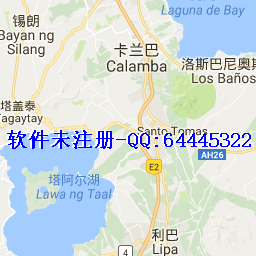 Laguna de Bay
锡朗
Bayan ng
Silang
卡兰巴
Calamba
洛斯巴尼奥斯
Los Baños
塔盖泰
Tagaytay
软件未注册-QQ:64445322
Santo Tomas
AH26
E2
塔阿尔湖
Lawa ng Taal
4
利巴
Lipa